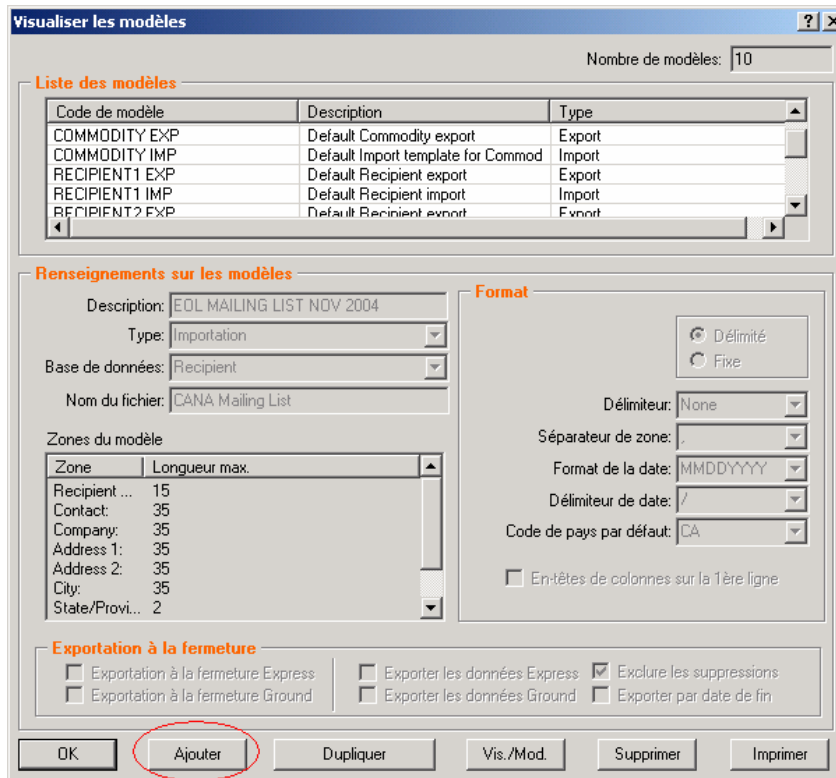 Visualiser les modèles
Nombre de modèles: 10
Liste des modèles
Code de modèle Description Type
COMMODITY EXP Default Commodity export Export
COMMODITY IMP Default Import template for Commod Import
RECIPIENT1 EXP Default Recipient export Export
RECIPIENT1 IMP Default Recipient import Import
RECIPIENT2 EXP Default Recipient export Export
Renseignements sur les modèles
Description: EOL MAILING LIST NOV 2004
Type: Importation
Base de données: Recipient
Nom du fichier: CANA Mailing List
Zones du modèle
Zone Longueur max.
Recipient ... 15
Contact: 35
Company: 35
Address 1: 35
Address 2: 35
City: 35
State/Provi... 2
Format
Délimité
Fixe
Délimiteur: None
Séparateur de zone: ,
Format de la date: MMDDYYYY
Délimiteur de date: /
Code de pays par défaut: CA
En-têtes de colonnes sur la 1ère ligne
Exportation à la fermeture
Exportation à la fermeture Express Exporter les données Express Exclure les suppressions
Exportation à la fermeture Ground Exporter les données Ground Exporter par date de fin
OK Ajouter Dupliquer Vis./Mod. Supprimer Imprimer